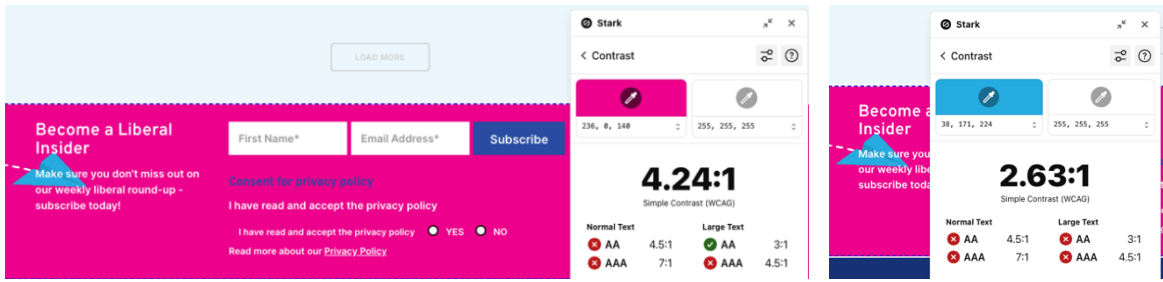 LOAD MORE
Become a Liberal
Insider
Make sure you don't miss out on
our weekly liberal round-up -
subscribe today!
First Name*
Email Address*
Subscribe
Consent for privacy policy
I have read and accept the privacy policy
I have read and accept the privacy policy YES NO
Read more about our Privacy Policy
Stark
Contrast
236, 0, 140
255, 255, 255
4.24:1
Simple Contrast (WCAG)
Normal Text Large Text
AA 4.5:1 AA 3:1
AAA 7:1 AAA 4.5:1
Become a
Insider
Make sure you
our weekly libe
subscribe toda
Stark
Contrast
38, 171, 224
255, 255, 255
2.63:1
Simple Contrast (WCAG)
Normal Text Large Text
AA 4.5:1 AA 3:1
AAA 7:1 AAA 4.5:1